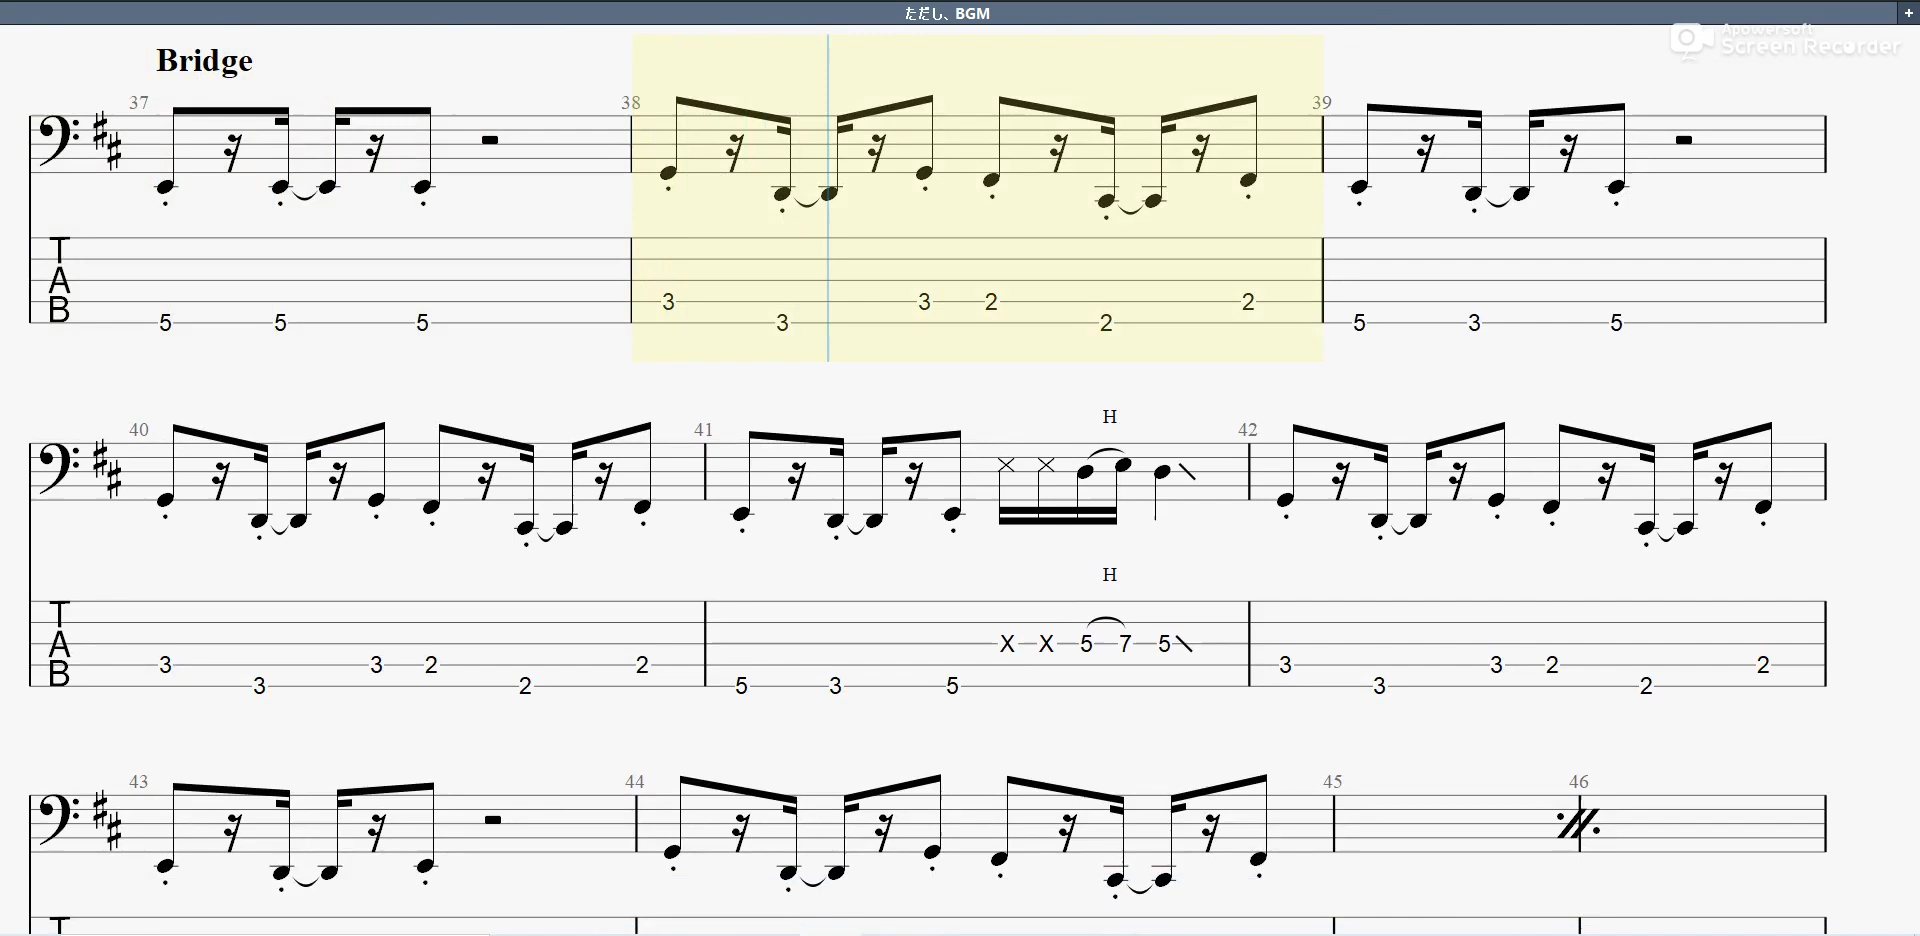 ただし、BGM +
Apowersoft
Screen Recorder
Bridge
37 38 39
T
A
B
3 3 2 2
5 5 5 3 2 5 3 5
40 41 42
H
H
T
A
B
X X 5 7 5
3 3 2 2 3 3 2 2
3 2 5 3 5 3 2
43 44 45 46
T